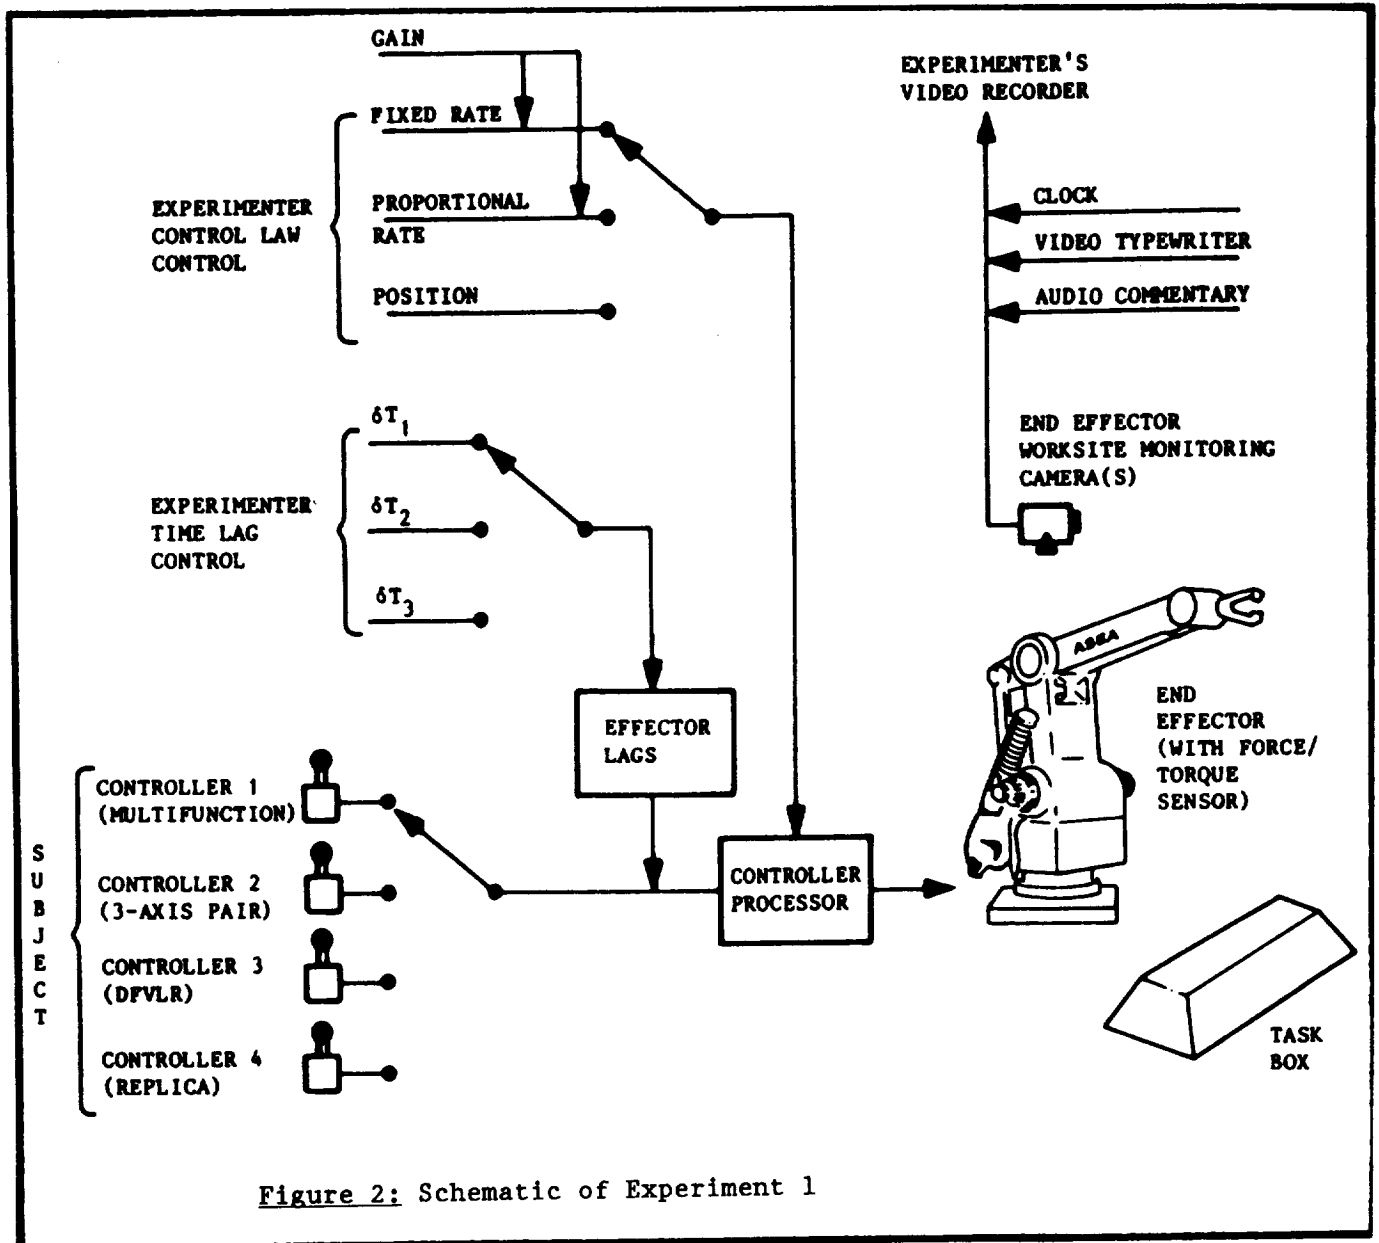 GAIN
FIXED RATE
PROPORTIONAL
RATE
POSITION
EXPERIMENTER
CONTROL LAW
CONTROL
EXPERIMENTER'S
VIDEO RECORDER
CLOCK
VIDEO TYPEWRITER
AUDIO COMMENTARY
END EFFECTOR
WORKSITE MONITORING
CAMERA(S)
δT1
δT2
δT3
EXPERIMENTER
TIME LAG
CONTROL
ASEA
END
EFFECTOR
(WITH FORCE/
TORQUE
SENSOR)
EFFECTOR
LAGS
CONTROLLER
PROCESSOR
SUBJECT
CONTROLLER 1
(MULTIFUNCTION)
CONTROLLER 2
(3-AXIS PAIR)
CONTROLLER 3
(DFVLR)
CONTROLLER 4
(REPLICA)
TASK
BOX
Figure 2: Schematic of Experiment 1